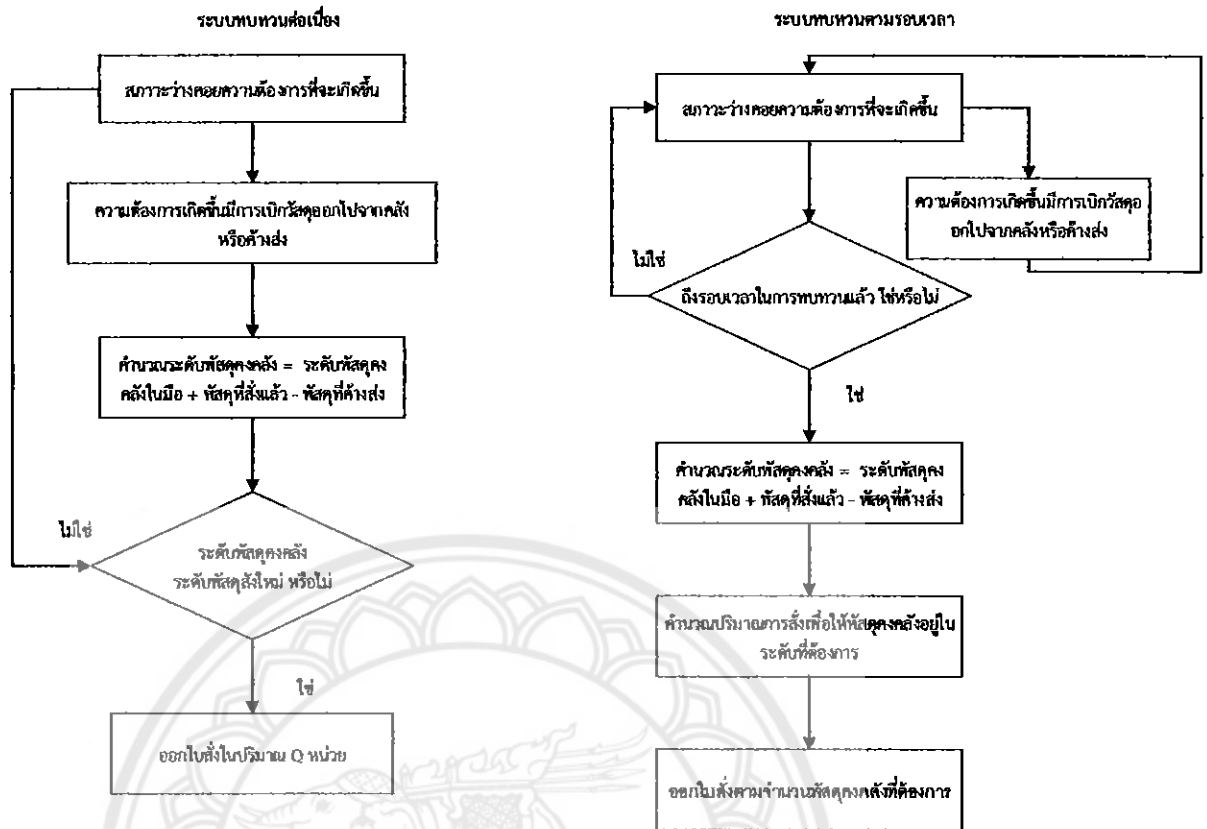 ระบบทบทวนต่อเนื่อง
สภาวะว่างคอยความต้องการที่จะเกิดขึ้น
ความต้องการเกิดขึ้นมีการเบิกวัสดุออกไปจากคลัง
หรือค้างส่ง
คำนวณระดับพัสดุคงคลัง = ระดับพัสดุคง
คลังในมือ + พัสดุที่สั่งแล้ว - พัสดุที่ค้างส่ง
ไม่ใช่
ระดับพัสดุคงคลัง
ระดับพัสดุสั่งใหม่ หรือไม่
ใช่
ออกใบสั่งในปริมาณ Q หน่วย
ระบบทบทวนตามรอบเวลา
สภาวะว่างคอยความต้องการที่จะเกิดขึ้น
ความต้องการเกิดขึ้นมีการเบิกวัสดุอ
อกไปจากคลังหรือค้างส่ง
ไม่ใช่
ถึงรอบเวลาในการทบทวนแล้ว ใช่หรือไม่
ใช่
คำนวณระดับพัสดุคงคลัง = ระดับพัสดุคง
คลังในมือ + พัสดุที่สั่งแล้ว - พัสดุที่ค้างส่ง
คำนวณปริมาณการสั่งเพื่อให้พัสดุคงคลังอยู่ใน
ระดับที่ต้องการ
ออกใบสั่งตามจำนวนพัสดุคงคลังที่ต้องการ